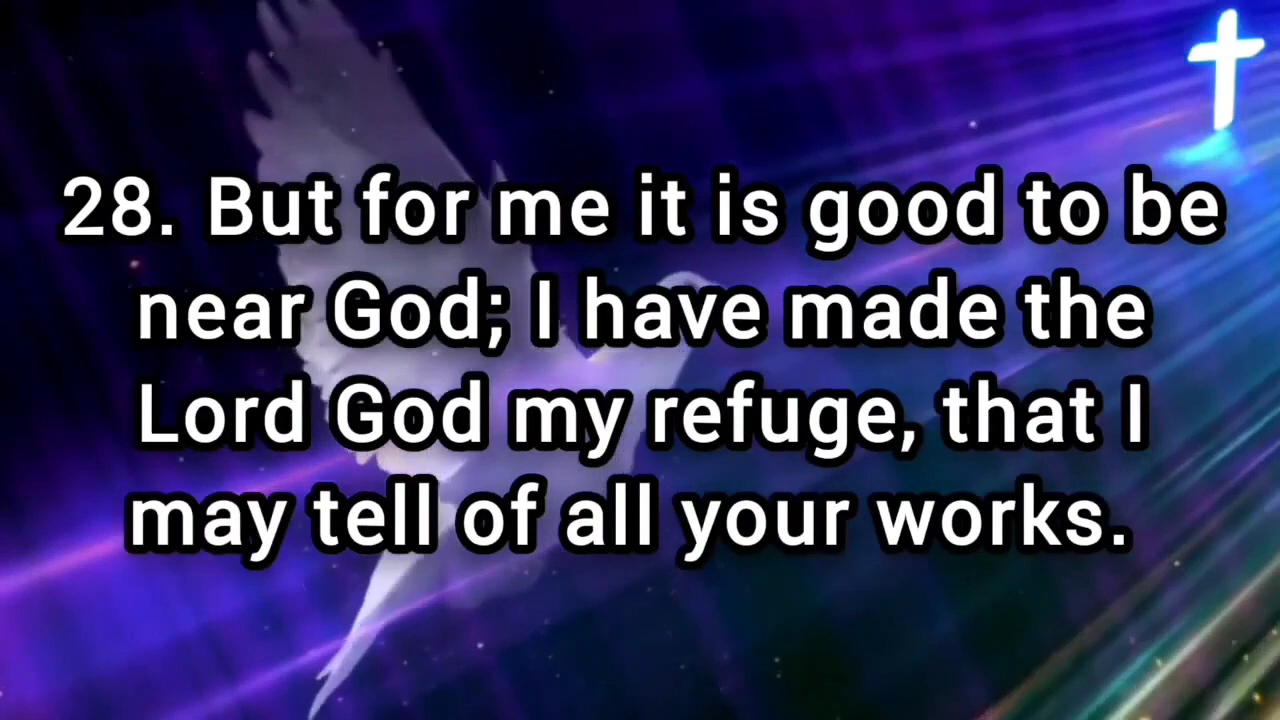 28. But for me it is good to be
near God; I have made the
Lord God my refuge, that I
may tell of all your works.